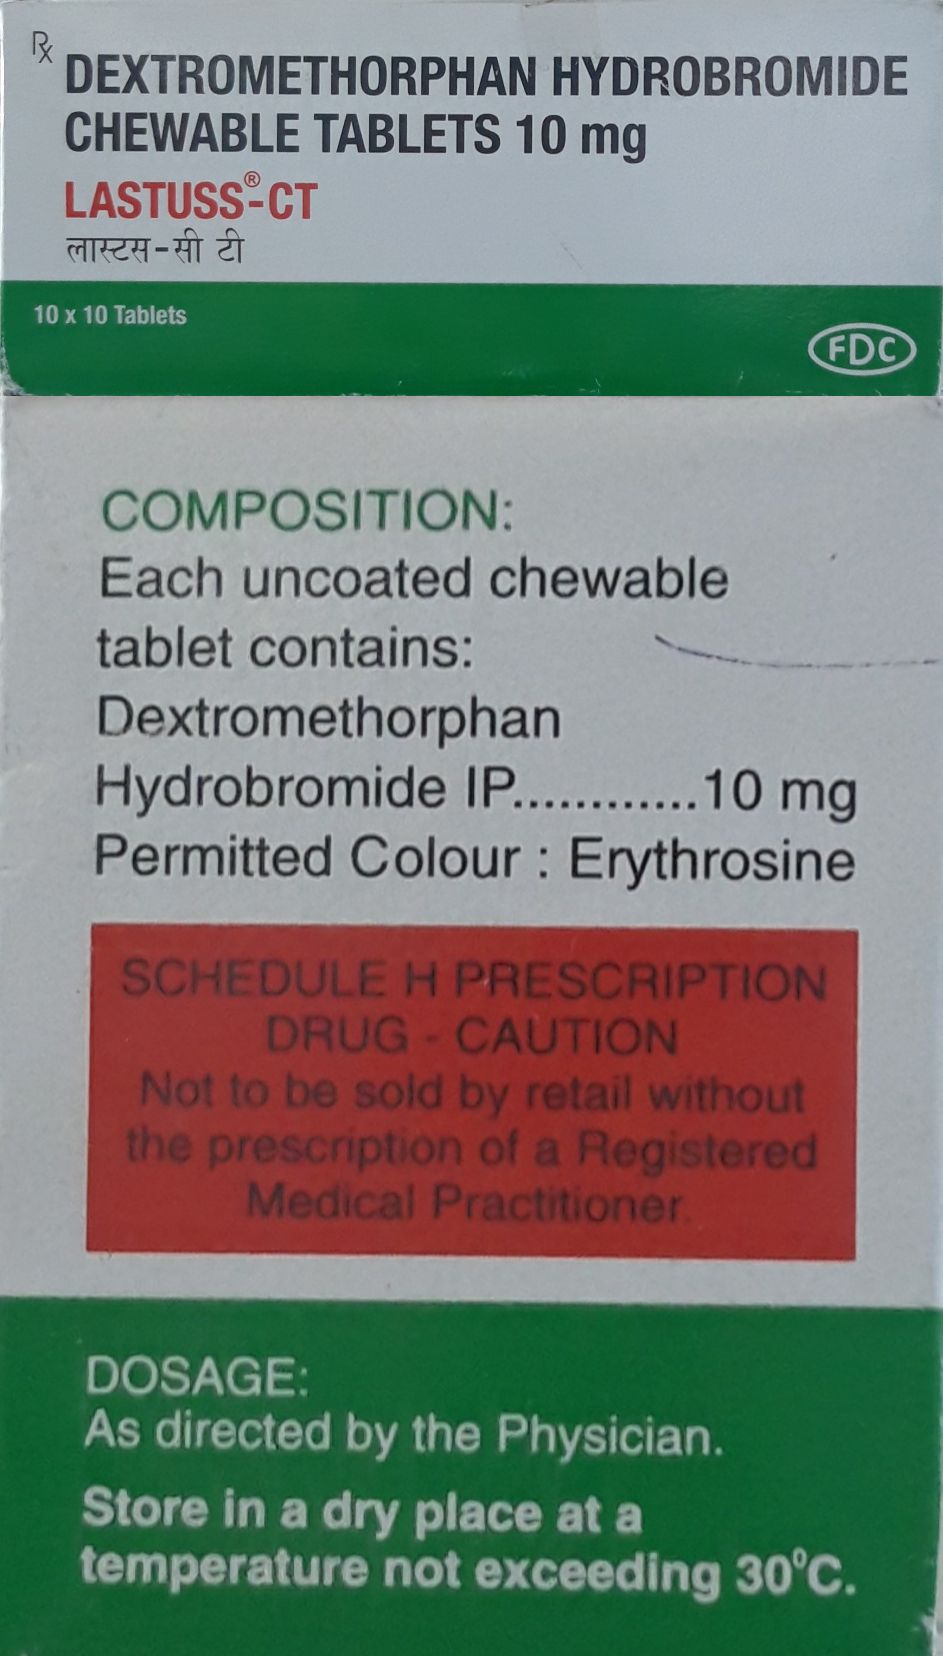 Rx
DEXTROMETHORPHAN HYDROBROMIDE
CHEWABLE TABLETS 10 mg
LASTUSS®-CT
लास्टस-सी टी
10 x 10 Tablets
FDC
COMPOSITION:
Each uncoated chewable
tablet contains:
Dextromethorphan
Hydrobromide IP............10 mg
Permitted Colour : Erythrosine
SCHEDULE H PRESCRIPTION
DRUG - CAUTION
Not to be sold by retail without
the prescription of a Registered
Medical Practitioner.
DOSAGE:
As directed by the Physician.
Store in a dry place at a
temperature not exceeding 30⁰C.